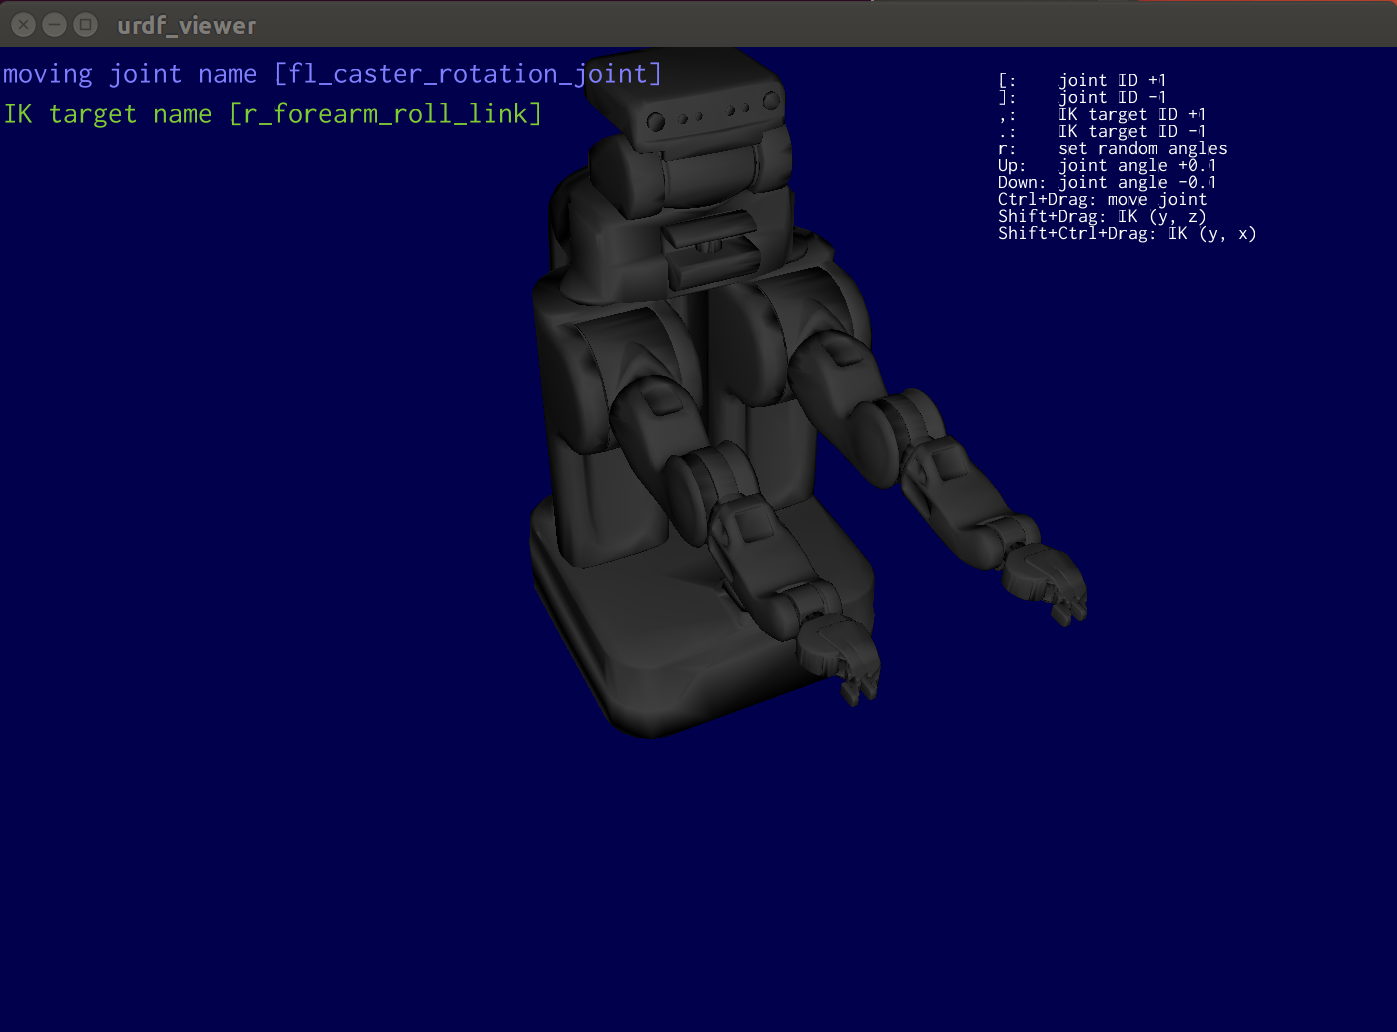 urdf_viewer
moving joint name [fl_caster_rotation_joint]
IK target name [r_forearm_roll_link]
[: joint ID +1
]: joint ID -1
,: IK target ID +1
.: IK target ID -1
r: set random angles
Up: joint angle +0.1
Down: joint angle -0.1
Ctrl+Drag: move joint
Shift+Drag: IK (y, z)
Shift+Ctrl+Drag: IK (y, x)